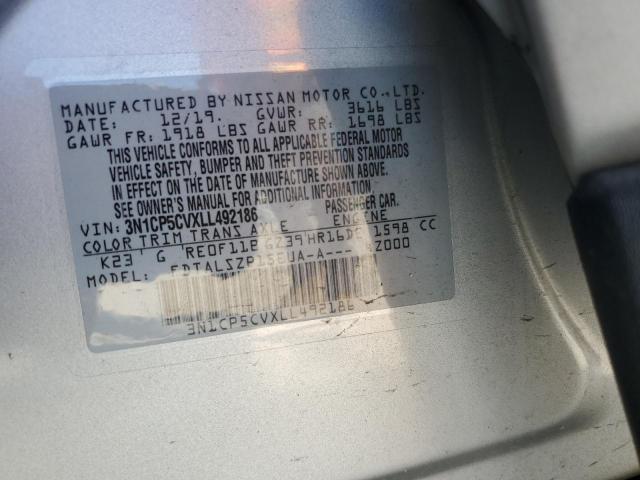 MANUFACTURED BY NISSAN MOTOR CO.,LTD.
DATE: 12/19. GVWR: 3616 LBS
GAWR FR: 1918 LBS GAWR RR: 1698 LBS
THIS VEHICLE CONFORMS TO ALL APPLICABLE FEDERAL MOTOR
VEHICLE SAFETY, BUMPER AND THEFT PREVENTION STANDARDS
IN EFFECT ON THE DATE OF MANUFACTURE SHOWN ABOVE.
SEE OWNER'S MANUAL FOR ADDITIONAL INFORMATION.
VIN: 3N1CP5CVXLL492186 PASSENGER CAR.
COLOR TRIM TRANS AXLE ENGINE
K23 G RE0F11B GZ39 HR16DE 1598 CC
MODEL:
3N1CP5CVXLL492186